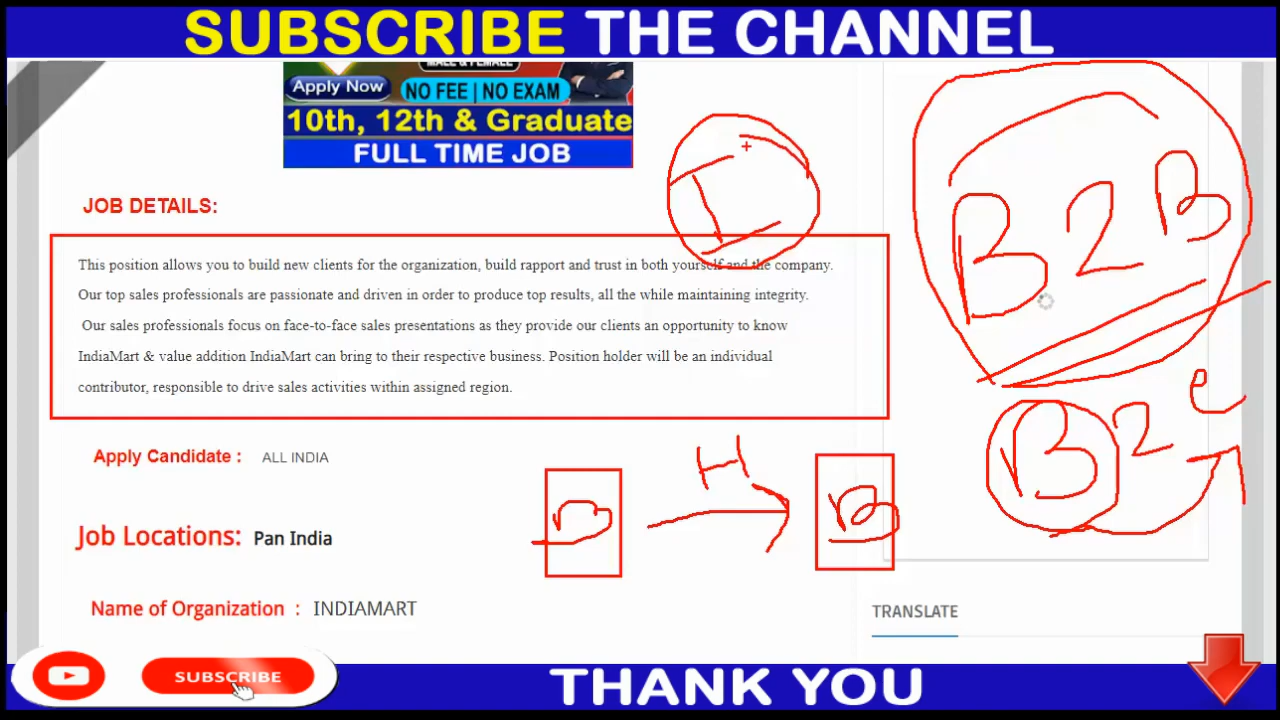 SUBSCRIBE THE CHANNEL
MALE & FEMALE
Apply Now
NO FEE | NO EXAM
10th, 12th & Graduate
FULL TIME JOB
JOB DETAILS:
This position allows you to build new clients for the organization, build rapport and trust in both yourself and the company.
Our top sales professionals are passionate and driven in order to produce top results, all the while maintaining integrity.
Our sales professionals focus on face-to-face sales presentations as they provide our clients an opportunity to know
IndiaMart & value addition IndiaMart can bring to their respective business. Position holder will be an individual
contributor, responsible to drive sales activities within assigned region.
B2B
B2C
Apply Candidate : ALL INDIA
B H B
Job Locations: Pan India
Name of Organization : INDIAMART
TRANSLATE
SUBSCRIBE
THANK YOU